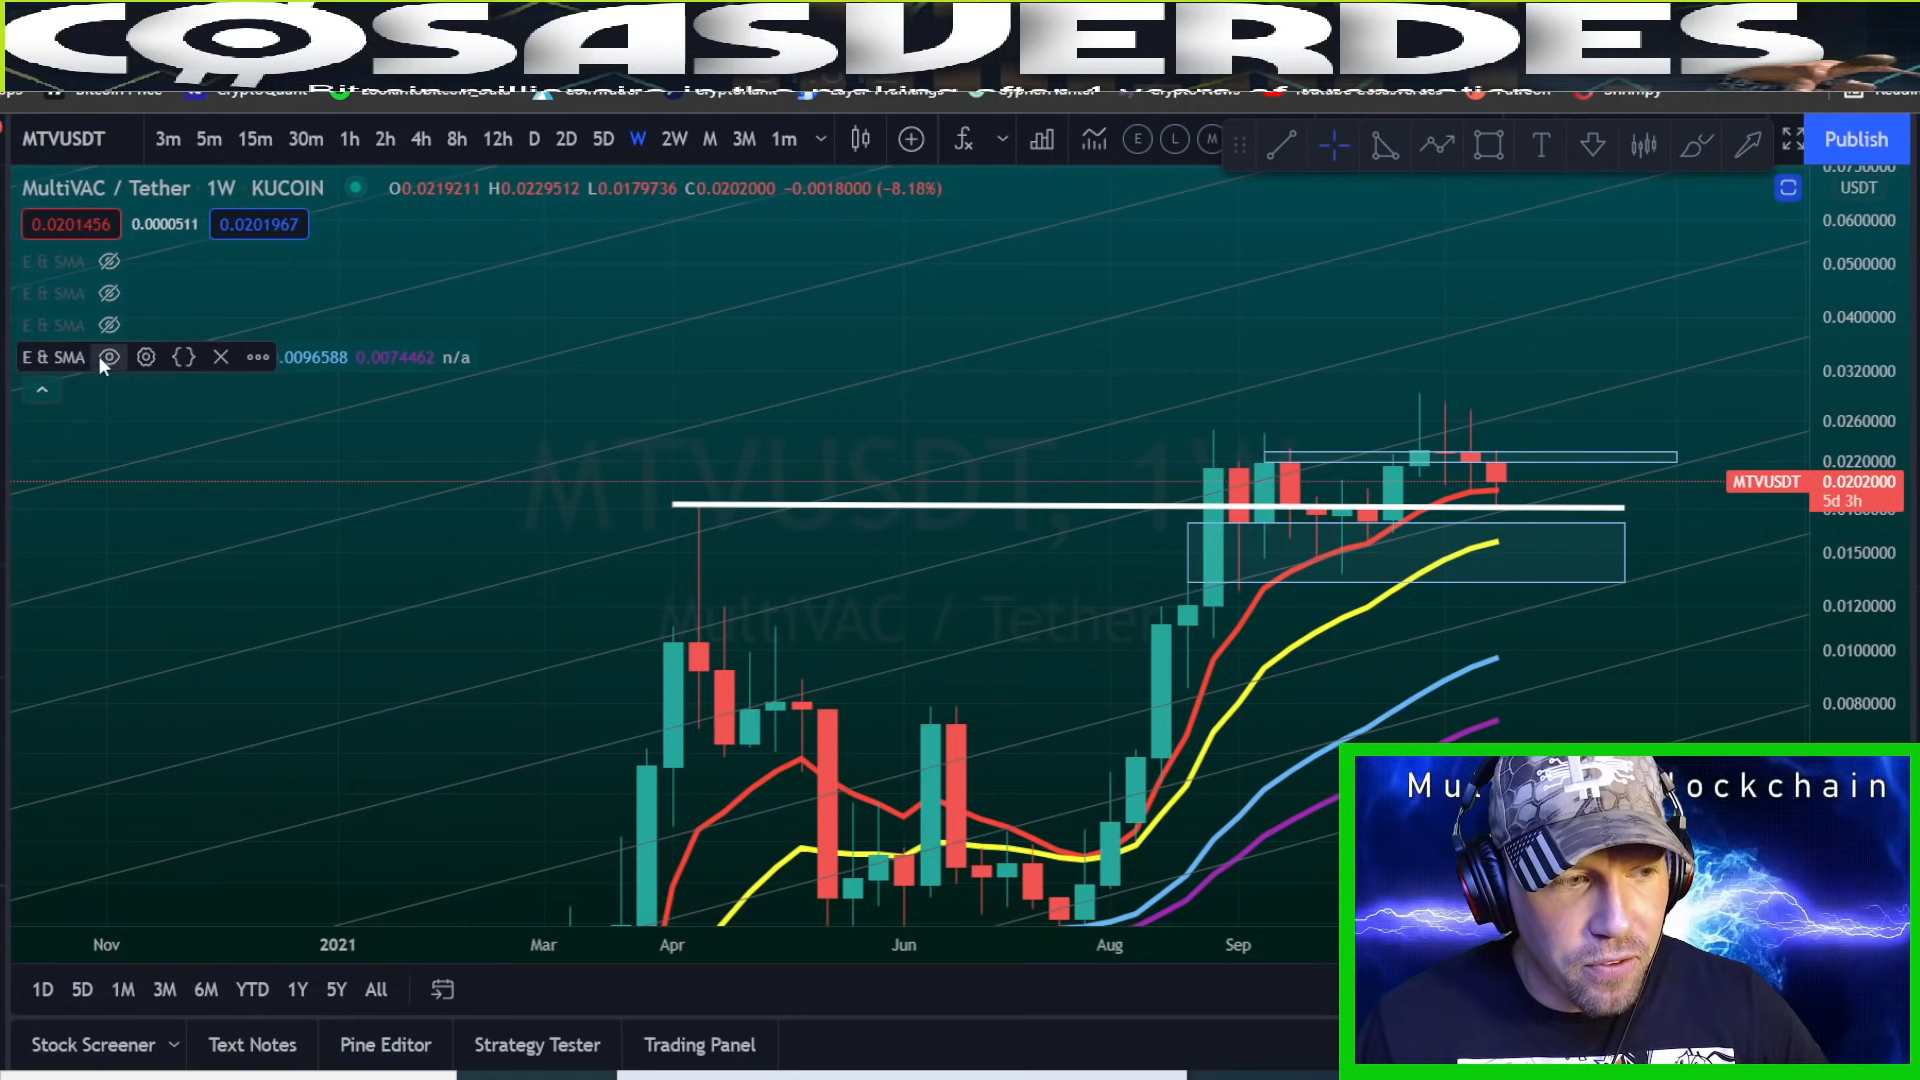 COSASVERDES
MTVUSDT 3m 5m 15m 30m 1h 2h 4h 8h 12h D 2D 5D W 2W M 3M 1m E L M T Publish
MultiVAC / Tether 1W KUCOIN O0.0219211 H0.0229512 L0.0179736 C0.0202000 −0.0018000 (−8.18%) USDT
0.0201456 0.0000511 0.0201967
0.0600000
E & SMA
0.0500000
E & SMA
E & SMA
0.0400000
E & SMA .0096588 0.0074462 n/a
0.0320000
0.0260000
0.0220000
MTVUSDT 0.0202000
5d 3h
MTVUSDT, 1W
0.0150000
0.0120000
MultiVAC / Tether
0.0100000
0.0080000
ockchain
Nov 2021 Mar Apr Jun Aug Sep
1D 5D 1M 3M 6M YTD 1Y 5Y All
Stock Screener Text Notes Pine Editor Strategy Tester Trading Panel